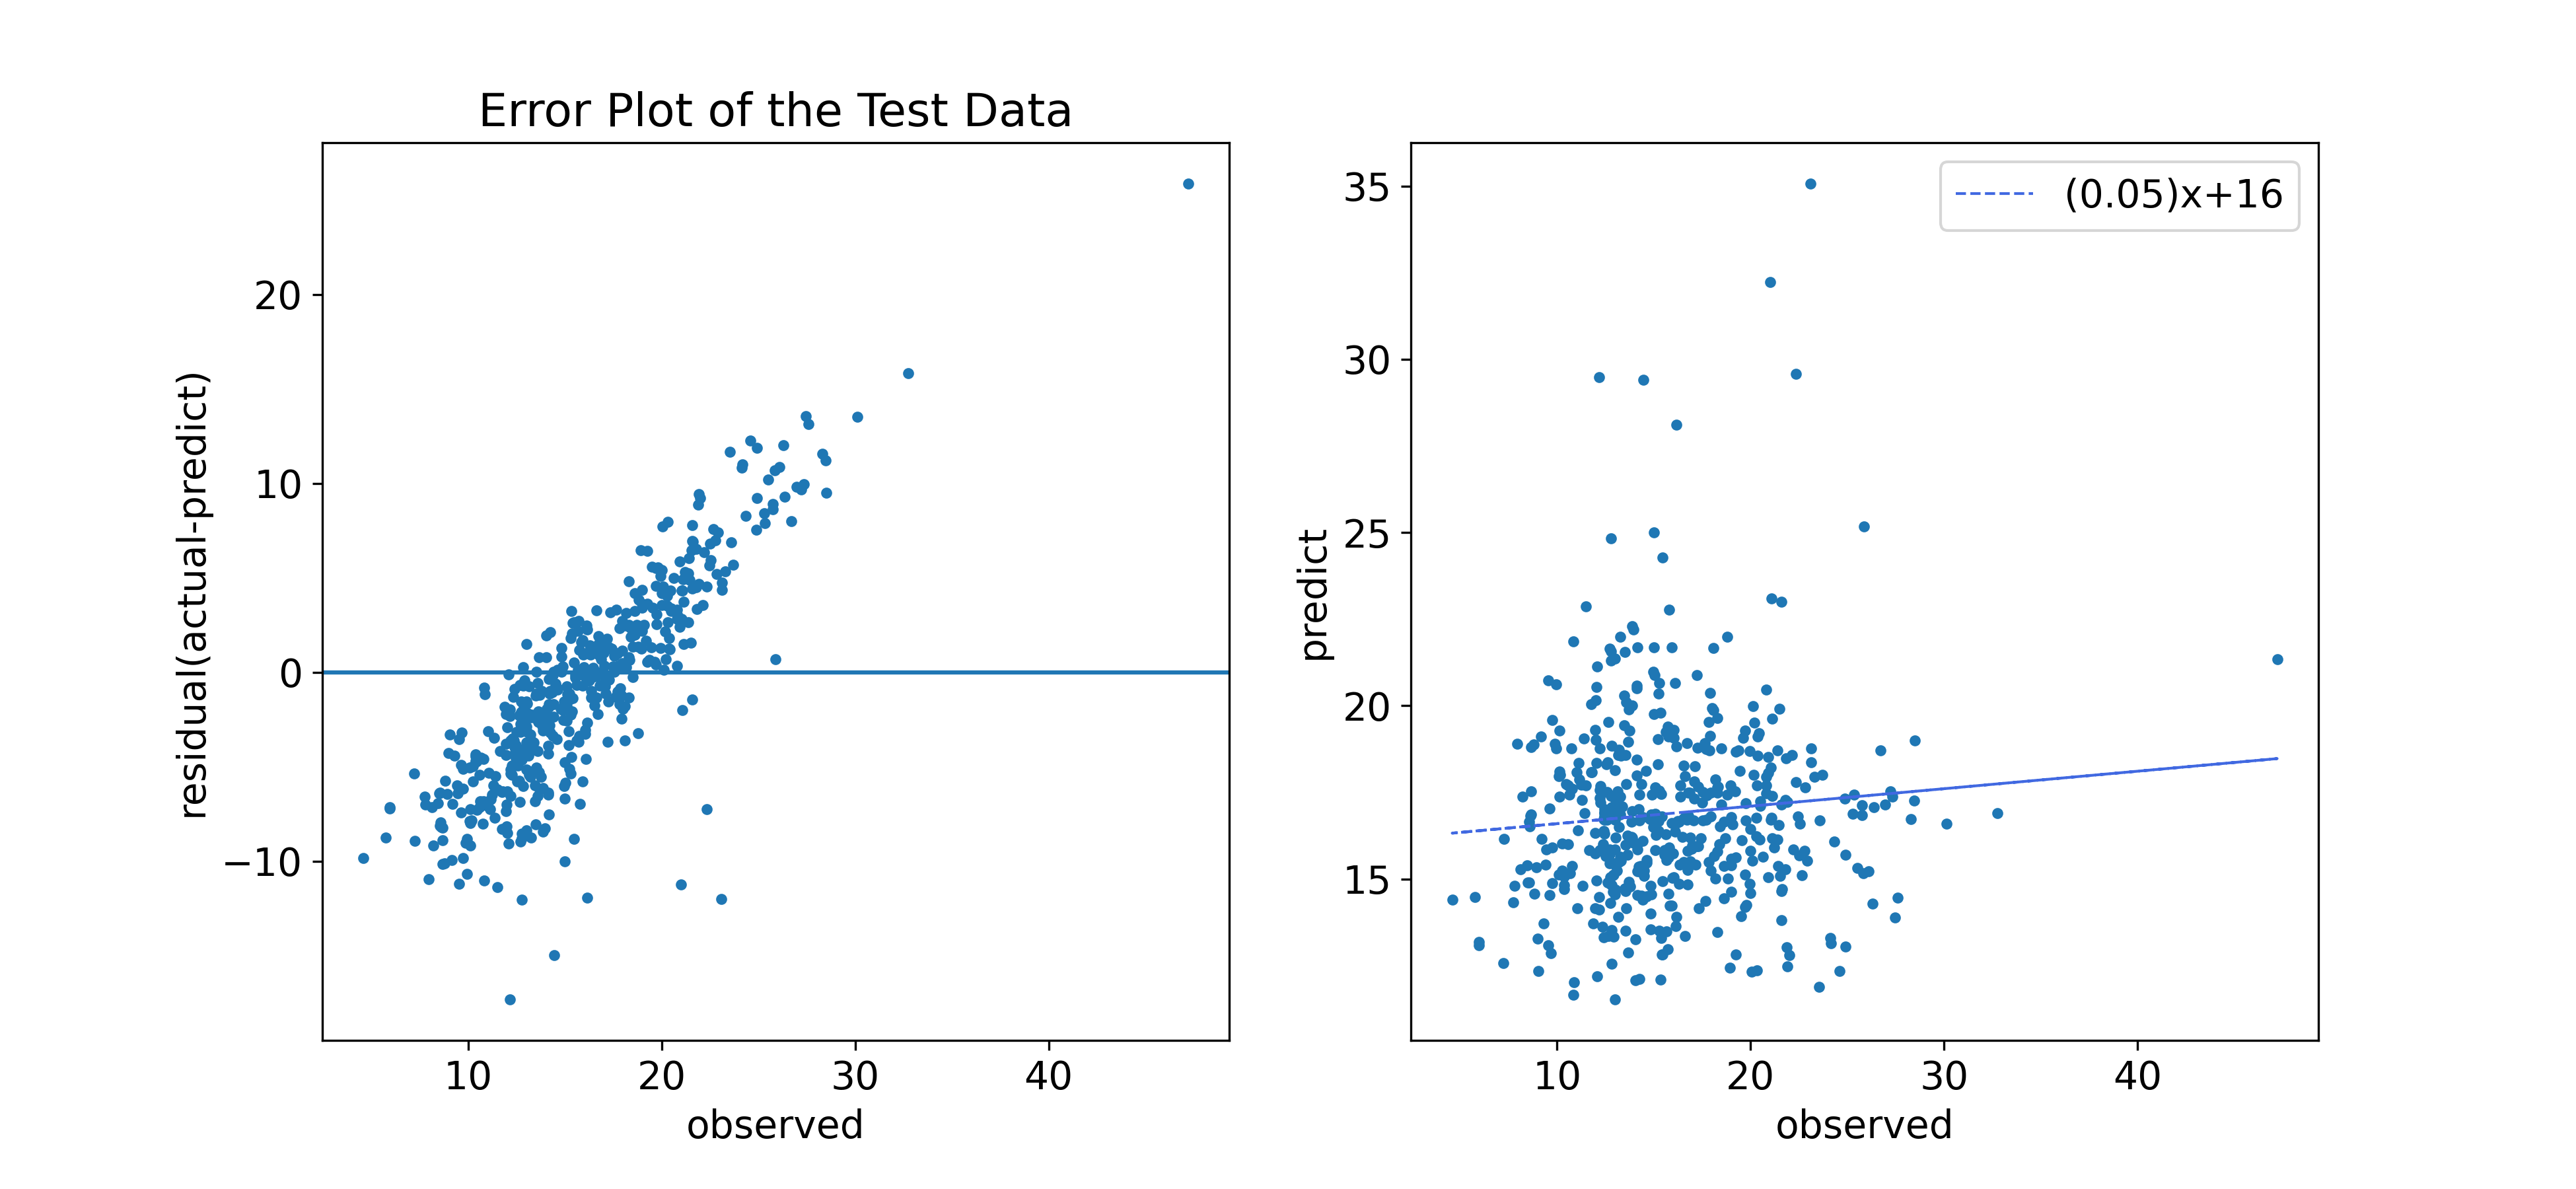 Error Plot of the Test Data
residual(actual-predict)
20
10
0
−10
10 20 30 40
observed
predict
35
30
25
20
15
(0.05)x+16
10 20 30 40
observed